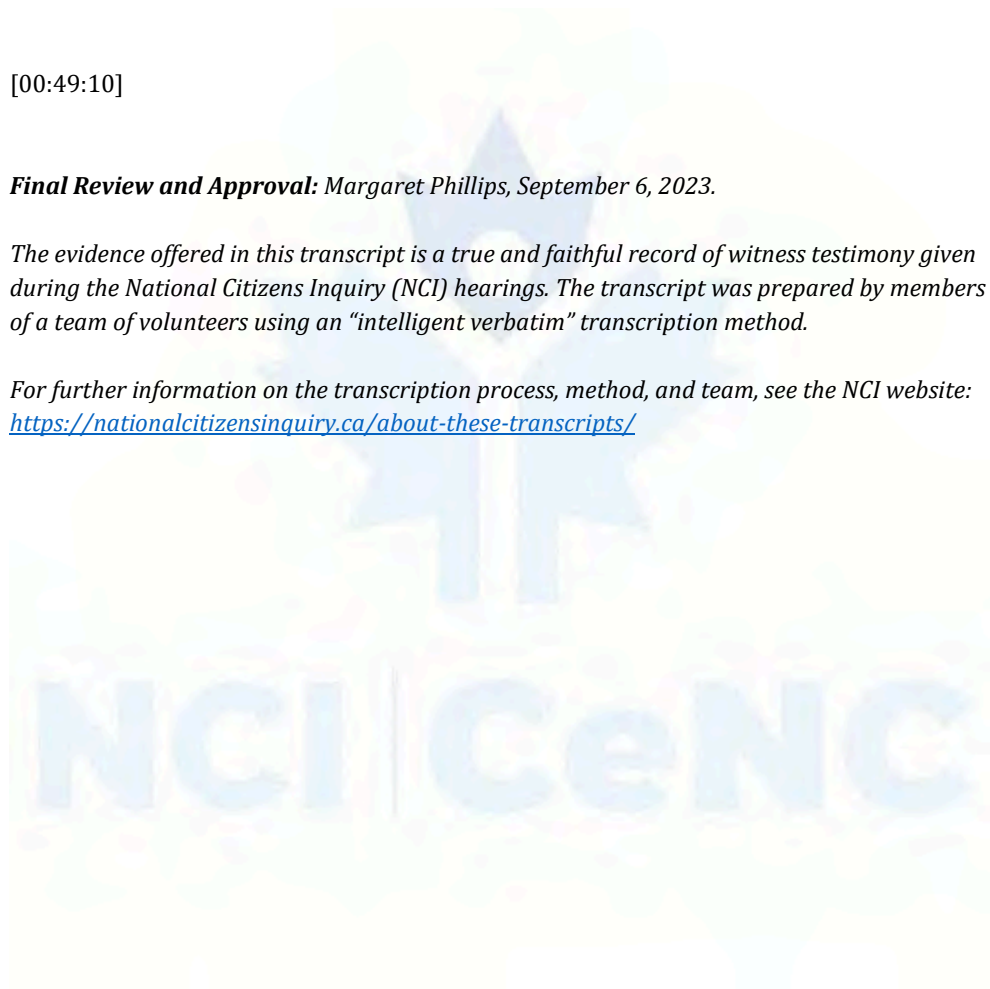 [00:49:10]
Final Review and Approval: Margaret Phillips, September 6, 2023.
The evidence offered in this transcript is a true and faithful record of witness testimony given
during the National Citizens Inquiry (NCI) hearings. The transcript was prepared by members
of a team of volunteers using an “intelligent verbatim” transcription method.
For further information on the transcription process, method, and team, see the NCI website:
https://nationalcitizensinquiry.ca/about-these-transcripts/
NCI | CeNC